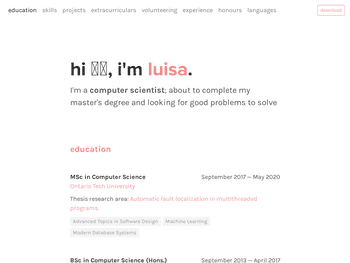 education skills projects extracurriculars volunteering experience honours languages download
hi , i'm luisa.
I'm a computer scientist; about to complete my
master's degree and looking for good problems to solve
education
MSc in Computer Science September 2017 — May 2020
Ontario Tech University
Thesis research area: Automatic fault localization in multithreaded
programs.
Advanced Topics in Software Design Machine Learning
Modern Database Systems
BSc in Computer Science (Hons.) September 2013 — April 2017